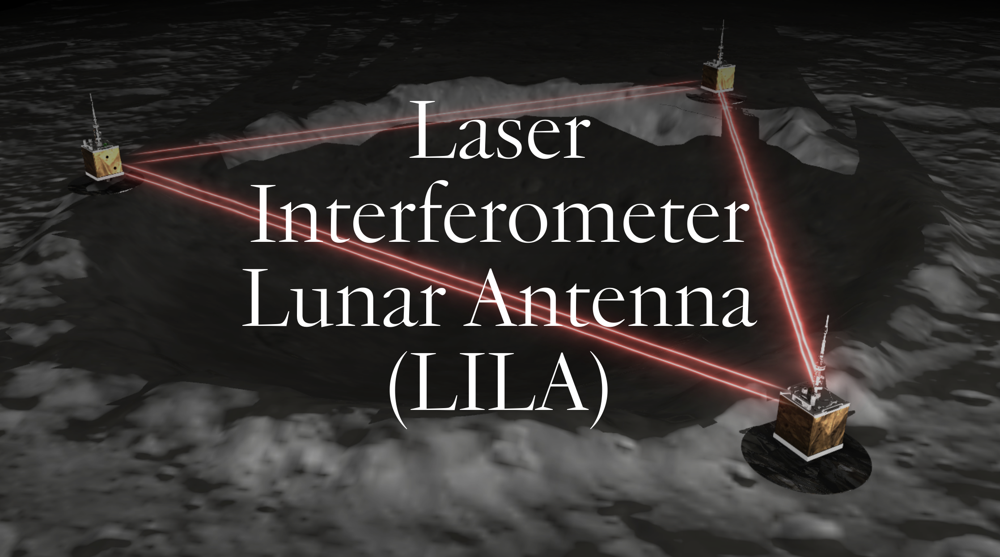 Laser
Interferometer
Lunar Antenna
(LILA)